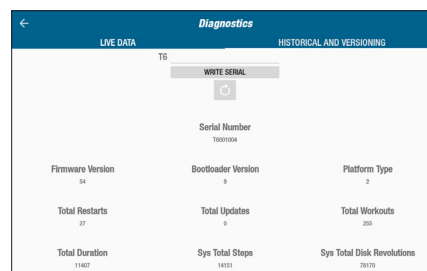 Diagnostics
LIVE DATA
HISTORICAL AND VERSIONING
T6
WRITE SERIAL
Serial Number
T6001004
Firmware Version
Bootloader Version
Platform Type
54
9
2
Total Restarts
Total Updates
Total Workouts
27
0
255
Total Duration
Sys Total Steps
Sys Total Disk Revolutions
11407
14151
78170